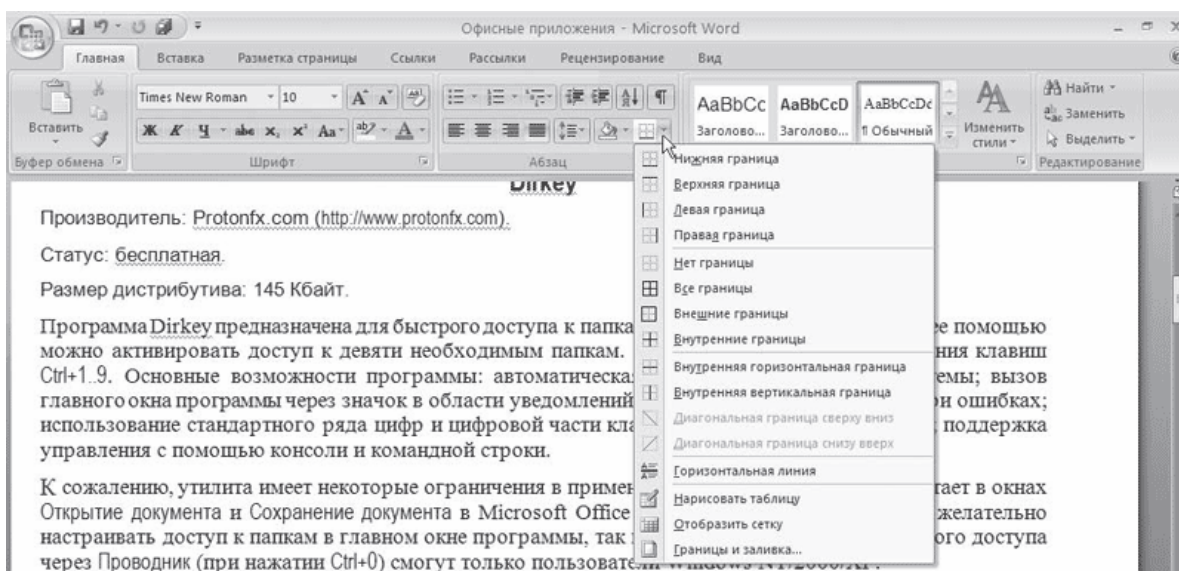 Офисные приложения - Microsoft Word
Главная Вставка Разметка страницы Ссылки Рассылки Рецензирование Вид
Вставить
Times New Roman 10
Ж К Ч abc x₂ x² Aa
AaBbCc AaBbCcD AaBbCcDc
Заголово... Заголово... ¶ Обычный
Изменить стили
Найти
Заменить
Выделить
Буфер обмена Шрифт Абзац Редактирование
Нижняя граница
Верхняя граница
Левая граница
Правая граница
Нет границы
Все границы
Внешние границы
Внутренние границы
Внутренняя горизонтальная граница
Внутренняя вертикальная граница
Диагональная граница сверху вниз
Диагональная граница снизу вверх
Горизонтальная линия
Нарисовать таблицу
Отобразить сетку
Границы и заливка...
Dirkey
Производитель: Protonfx.com (http://www.protonfx.com).
Статус: бесплатная.
Размер дистрибутива: 145 Кбайт.
Программа Dirkey предназначена для быстрого доступа к папка ее помощью
можно активировать доступ к девяти необходимым папкам. ния клавиш
Ctrl+1..9. Основные возможности программы: автоматическа темы; вызов
главного окна программы через значок в области уведомлений ри ошибках;
использование стандартного ряда цифр и цифровой части кла поддержка
управления с помощью консоли и командной строки.
К сожалению, утилита имеет некоторые ограничения в примен тает в окнах
Открытие документа и Сохранение документа в Microsoft Office желательно
настраивать доступ к папкам в главном окне программы, так ого доступа
через Проводник (при нажатии Ctrl+0) смогут только пользовате